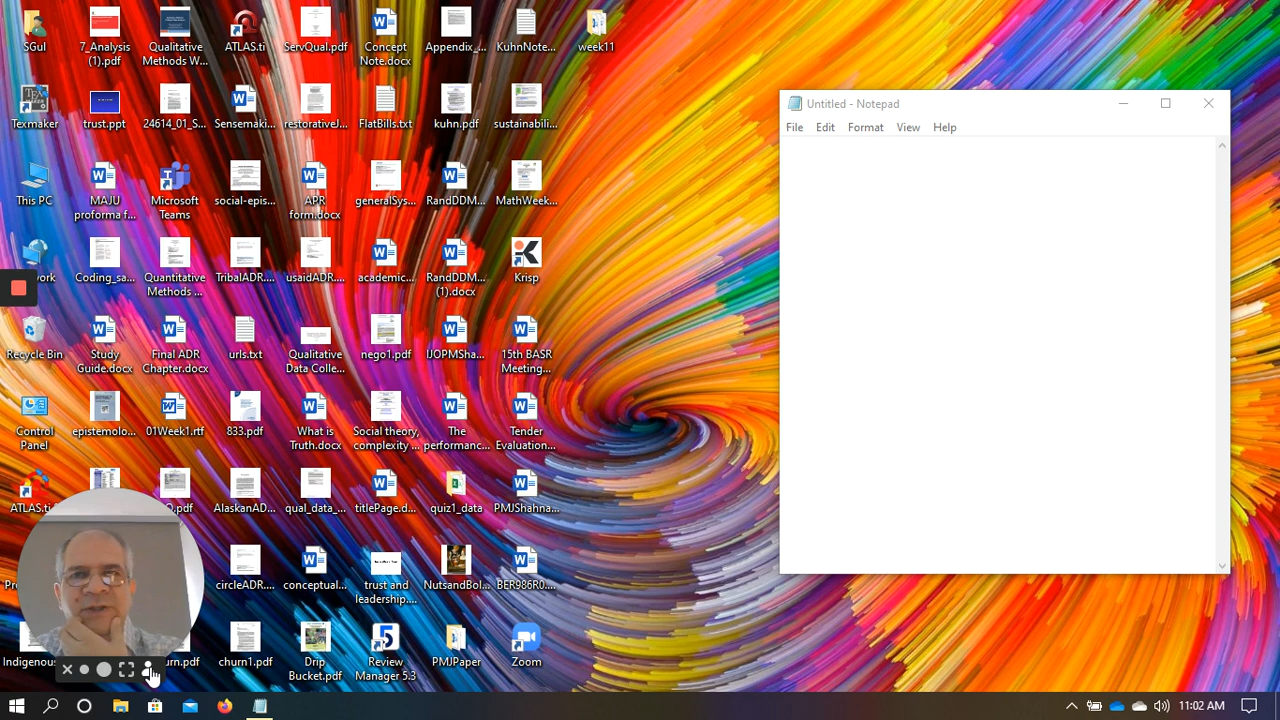 SGul
7_Analysis
(1).pdf
Qualitative
Methods W...
ATLAS.ti
ServQual.pdf
Concept
Note.docx
Appendix_...
KuhnNote...
week11
Texmaker
trust.ppt
24614_01_S...
Sensemaki...
restorativeJ...
FlatBills.txt
kuhn.pdf
sustainabili...
This PC
MAJU
proforma f...
Microsoft
Teams
social-epis...
APR
form.docx
generalSys...
RandDDM...
MathWeek...
Coding_sa...
Quantitative
Methods ...
TribalADR....
usaidADR....
academic...
RandDDM...
(1).docx
Krisp
Recycle Bin
Study
Guide.docx
Final ADR
Chapter.docx
urls.txt
Qualitative
Data Colle...
nego1.pdf
IJOPMSha...
15th BASR
Meeting...
Control
Panel
epistemolo...
01Week1.rtf
833.pdf
What is
Truth.docx
Social theory,
complexity ...
The
performanc...
Tender
Evaluation...
ATLAS.ti
AlaskanAD...
qual_data_...
titlePage.d...
quiz1_data
PMJShahna...
circleADR....
conceptual...
trust and
leadership....
NutsandBol...
BER986R0....
Indigenous
churn1.pdf
Drip
Bucket.pdf
Review
Manager 5.3
PMJPaper
Zoom
Untitled - Notepad
File Edit Format View Help
11:02 AM